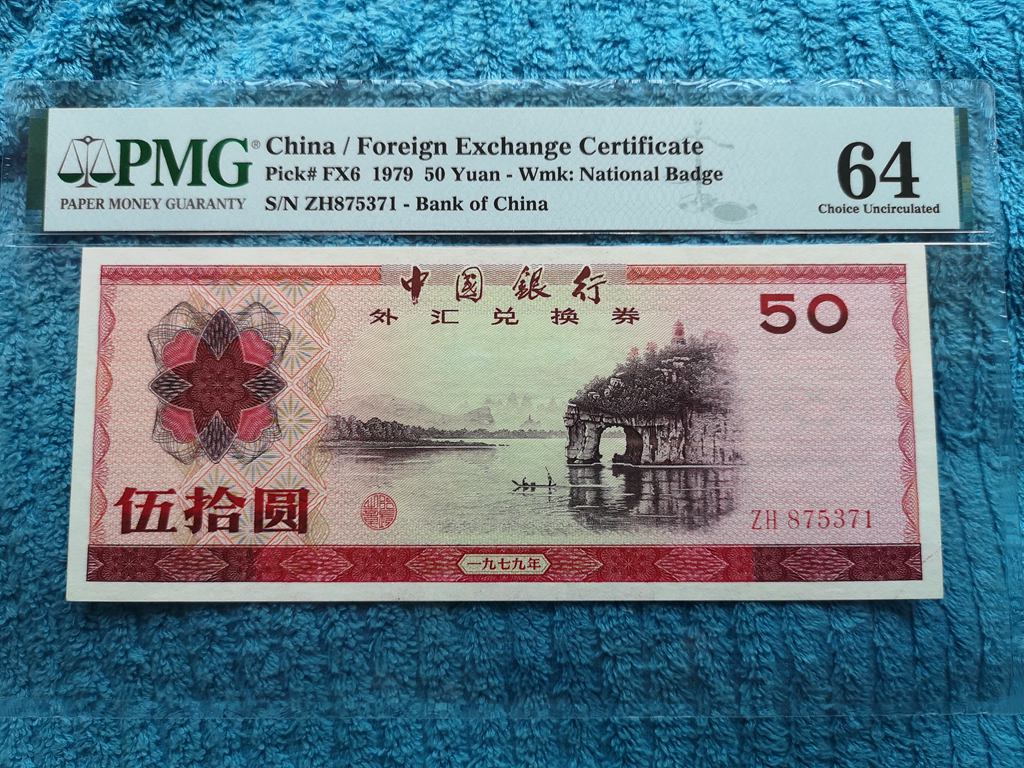 PMG® China / Foreign Exchange Certificate
Pick# FX6 1979 50 Yuan - Wmk: National Badge
PAPER MONEY GUARANTY
S/N ZH875371 - Bank of China
64
Choice Uncirculated
中國銀行
外汇兑换券
50
伍拾圆
ZH 875371
一九七九年